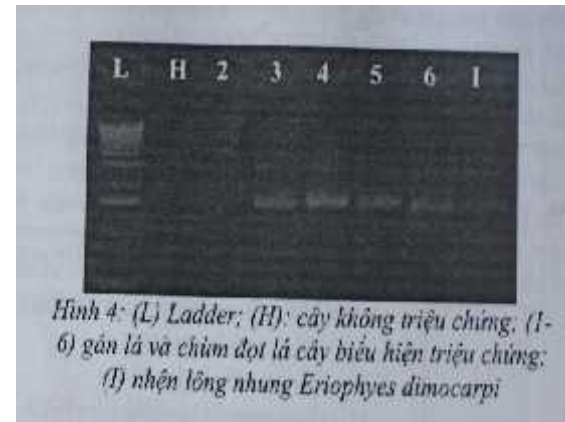 L H 2 3 4 5 6 I
Hình 4: (L) Ladder; (H): cây không triệu chứng; (1-
6) gân lá và chùm đọt lá cây biểu hiện triệu chứng;
(I) nhện lông nhung Eriophyes dimocarpi